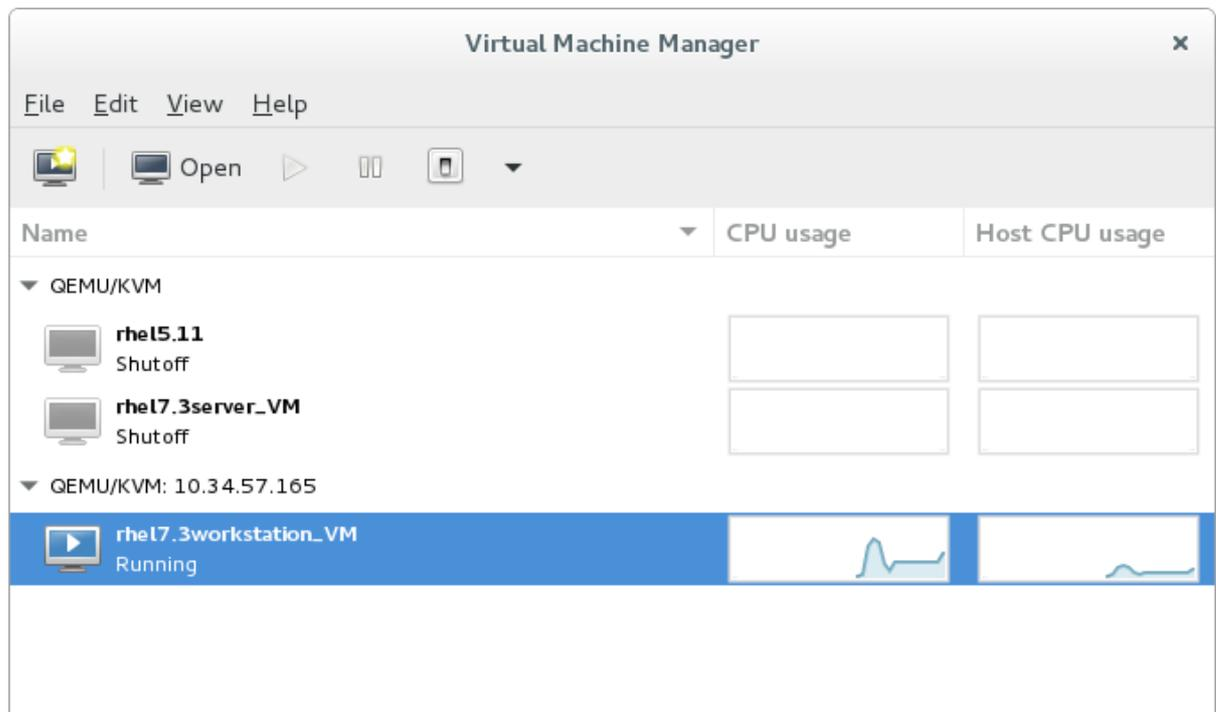 Virtual Machine Manager
File Edit View Help
Open
Name CPU usage Host CPU usage
QEMU/KVM
rhel5.11
Shutoff
rhel7.3server_VM
Shutoff
QEMU/KVM: 10.34.57.165
rhel7.3workstation_VM
Running